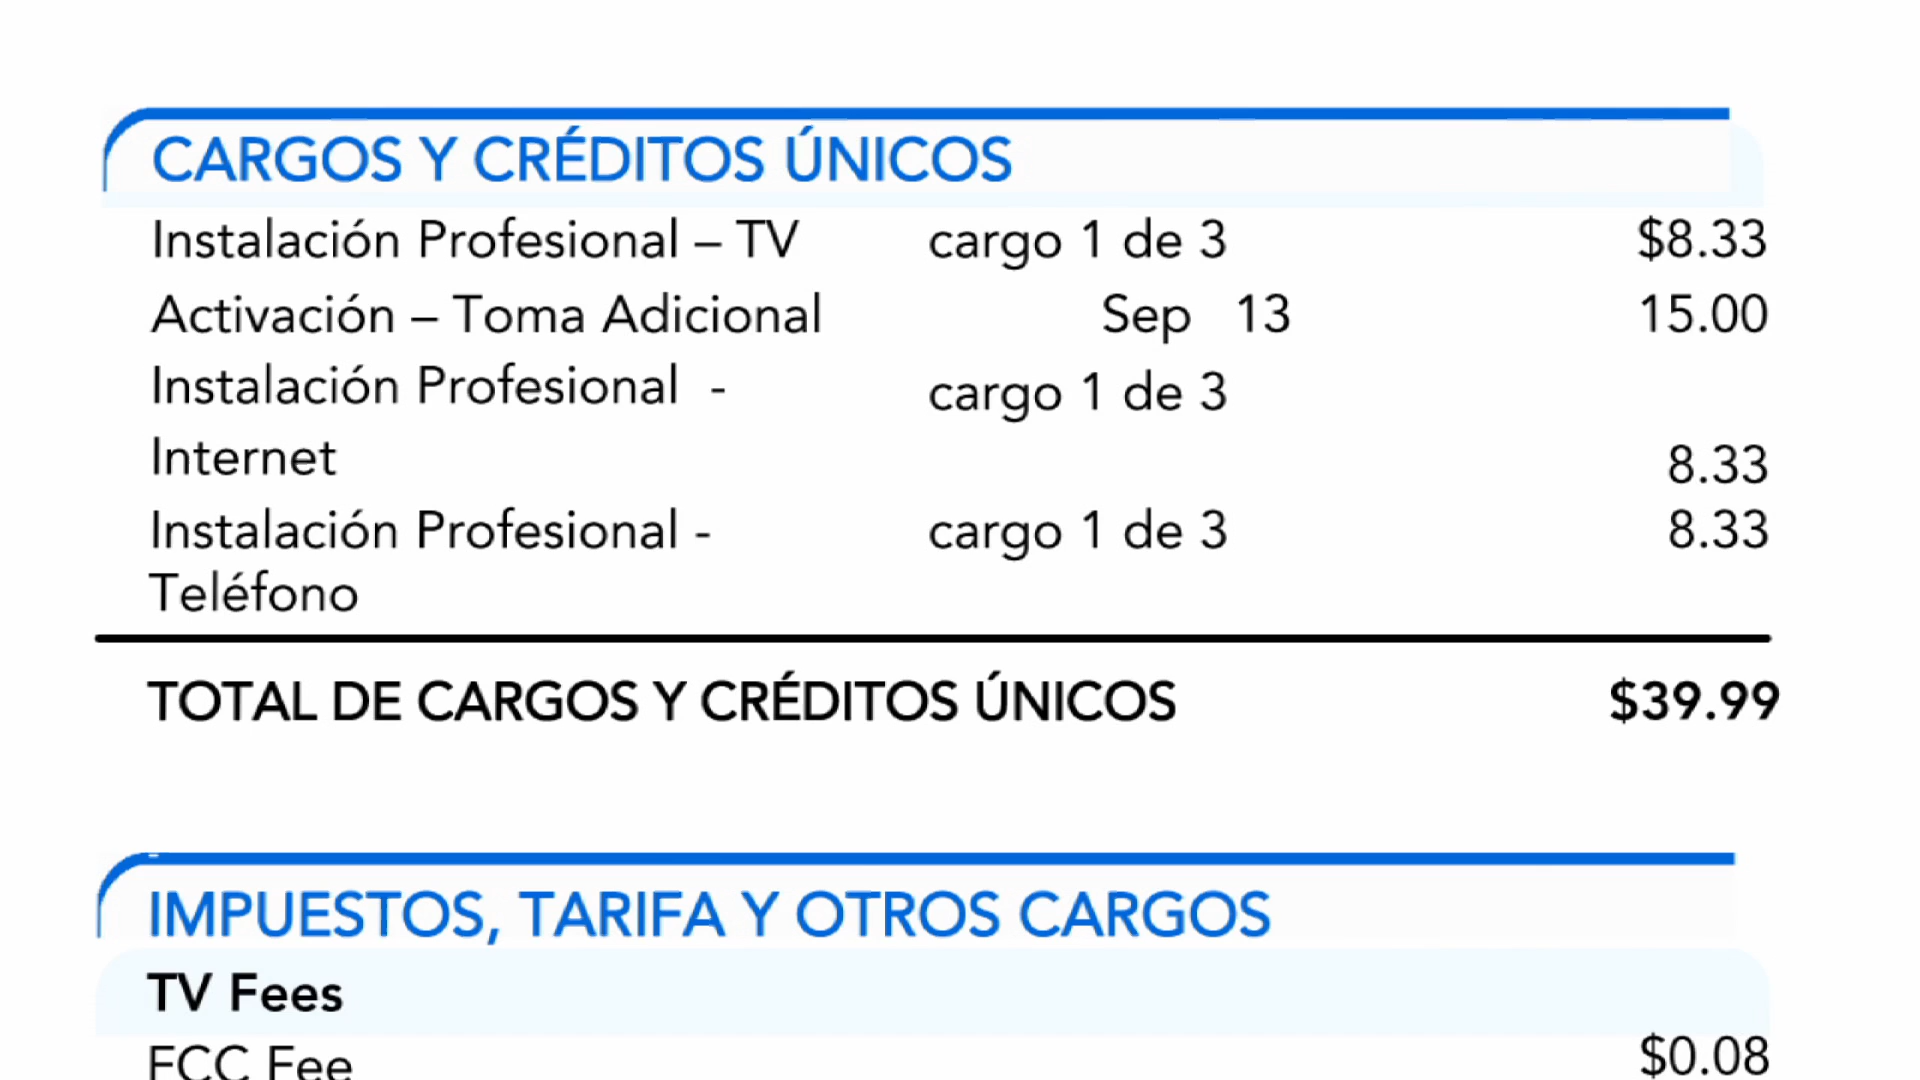 CARGOS Y CRÉDITOS ÚNICOS
Instalación Profesional – TV cargo 1 de 3 $8.33
Activación – Toma Adicional Sep 13 15.00
Instalación Profesional - cargo 1 de 3
Internet 8.33
Instalación Profesional - cargo 1 de 3 8.33
Teléfono
TOTAL DE CARGOS Y CRÉDITOS ÚNICOS $39.99
IMPUESTOS, TARIFA Y OTROS CARGOS
TV Fees
FCC Fee $0.08